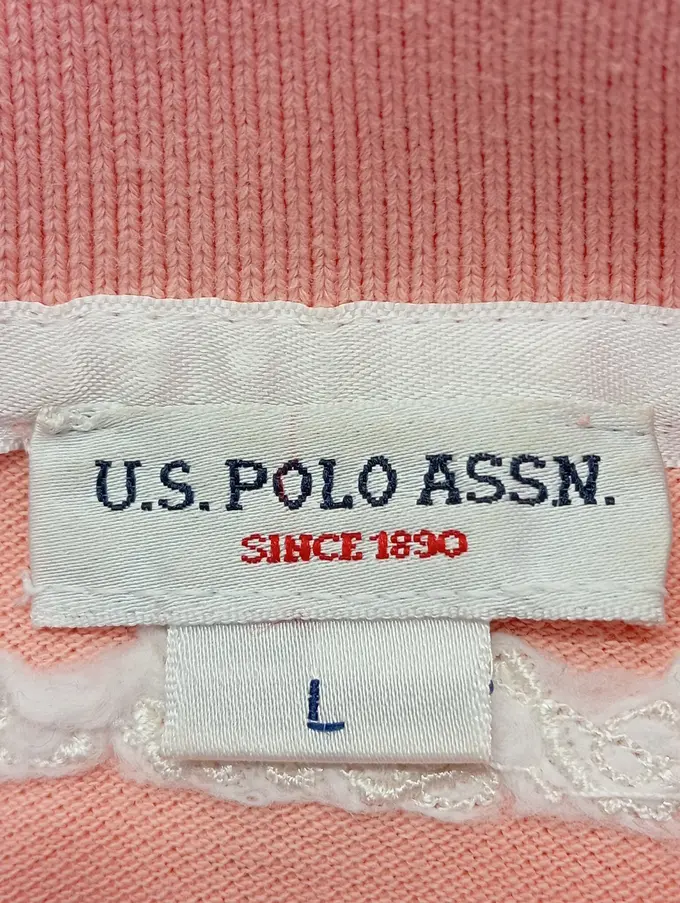 U.S. POLO ASSN.
SINCE 1890
L